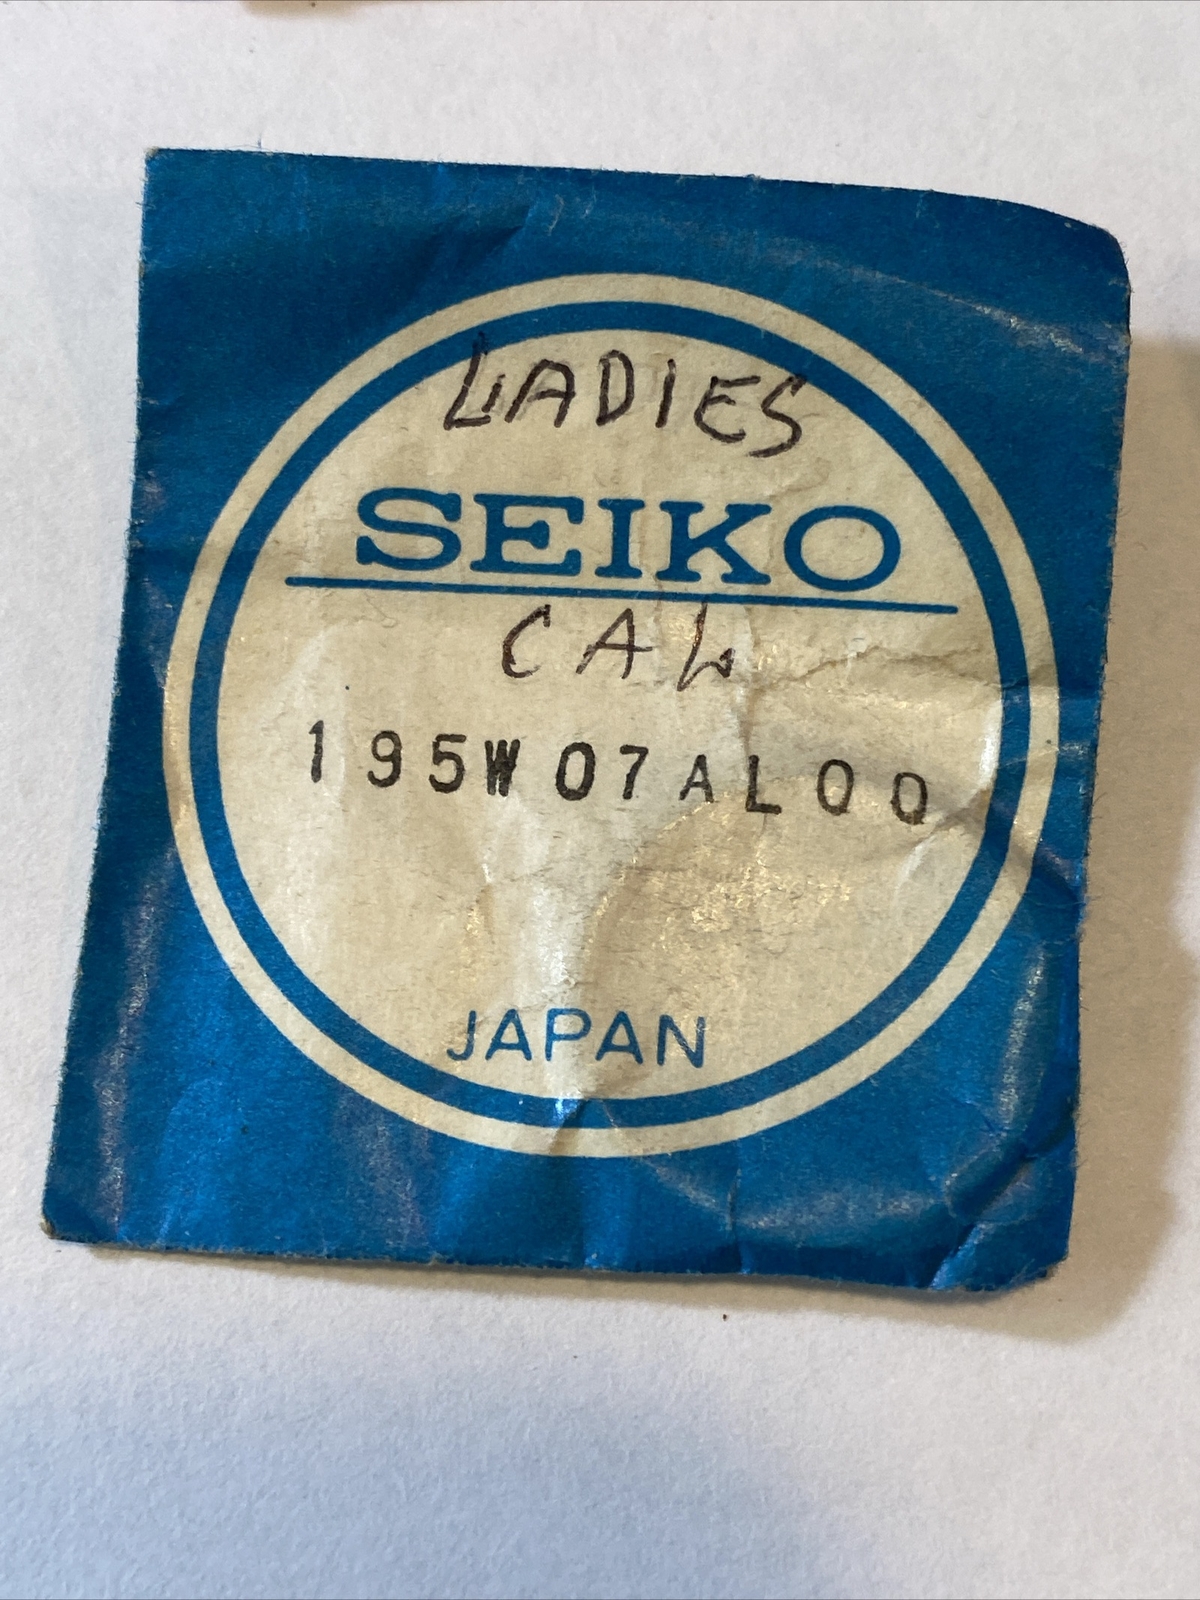 LADIES
SEIKO
CAL
195W07AL00
JAPAN